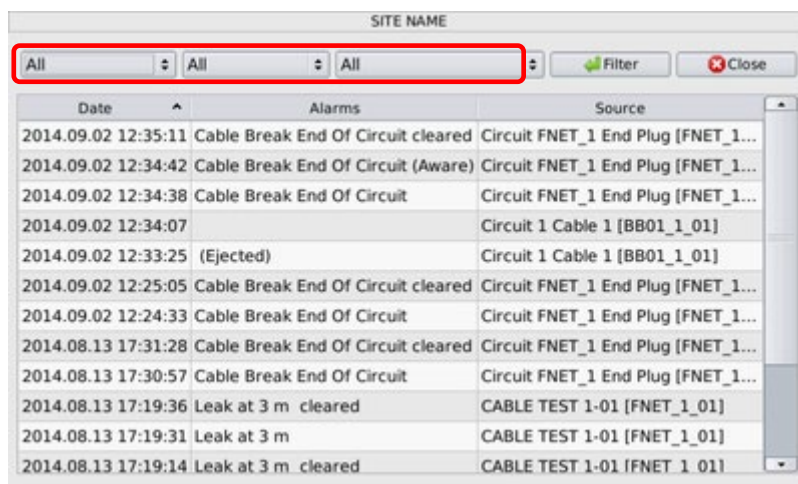 SITE NAME
All All All Filter Close
Date Alarms Source
2014.09.02 12:35:11 Cable Break End Of Circuit cleared Circuit FNET_1 End Plug [FNET_1...
2014.09.02 12:34:42 Cable Break End Of Circuit (Aware) Circuit FNET_1 End Plug [FNET_1...
2014.09.02 12:34:38 Cable Break End Of Circuit Circuit FNET_1 End Plug [FNET_1...
2014.09.02 12:34:07 Circuit 1 Cable 1 [BB01_1_01]
2014.09.02 12:33:25 (Ejected) Circuit 1 Cable 1 [BB01_1_01]
2014.09.02 12:25:05 Cable Break End Of Circuit cleared Circuit FNET_1 End Plug [FNET_1...
2014.09.02 12:24:33 Cable Break End Of Circuit Circuit FNET_1 End Plug [FNET_1...
2014.08.13 17:31:28 Cable Break End Of Circuit cleared Circuit FNET_1 End Plug [FNET_1...
2014.08.13 17:30:57 Cable Break End Of Circuit Circuit FNET_1 End Plug [FNET_1...
2014.08.13 17:19:36 Leak at 3 m cleared CABLE TEST 1-01 [FNET_1_01]
2014.08.13 17:19:31 Leak at 3 m CABLE TEST 1-01 [FNET_1_01]
2014.08.13 17:19:14 Leak at 3 m cleared CABLE TEST 1-01 [FNET_1_01]